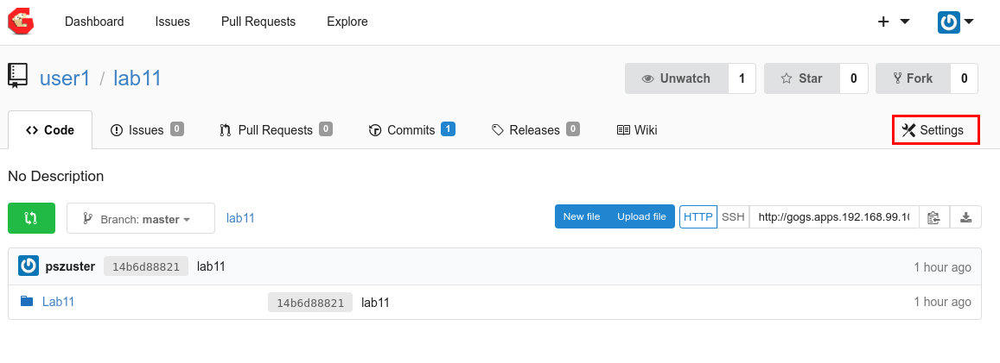 Dashboard Issues Pull Requests Explore +
user1 / lab11 Unwatch 1 Star 0 Fork 0
Code Issues 0 Pull Requests 0 Commits 1 Releases 0 Wiki Settings
No Description
Branch: master lab11 New file Upload file HTTP SSH http://gogs.apps.192.168.99.10
pszuster 14b6d88821 lab11 1 hour ago
Lab11 14b6d88821 lab11 1 hour ago